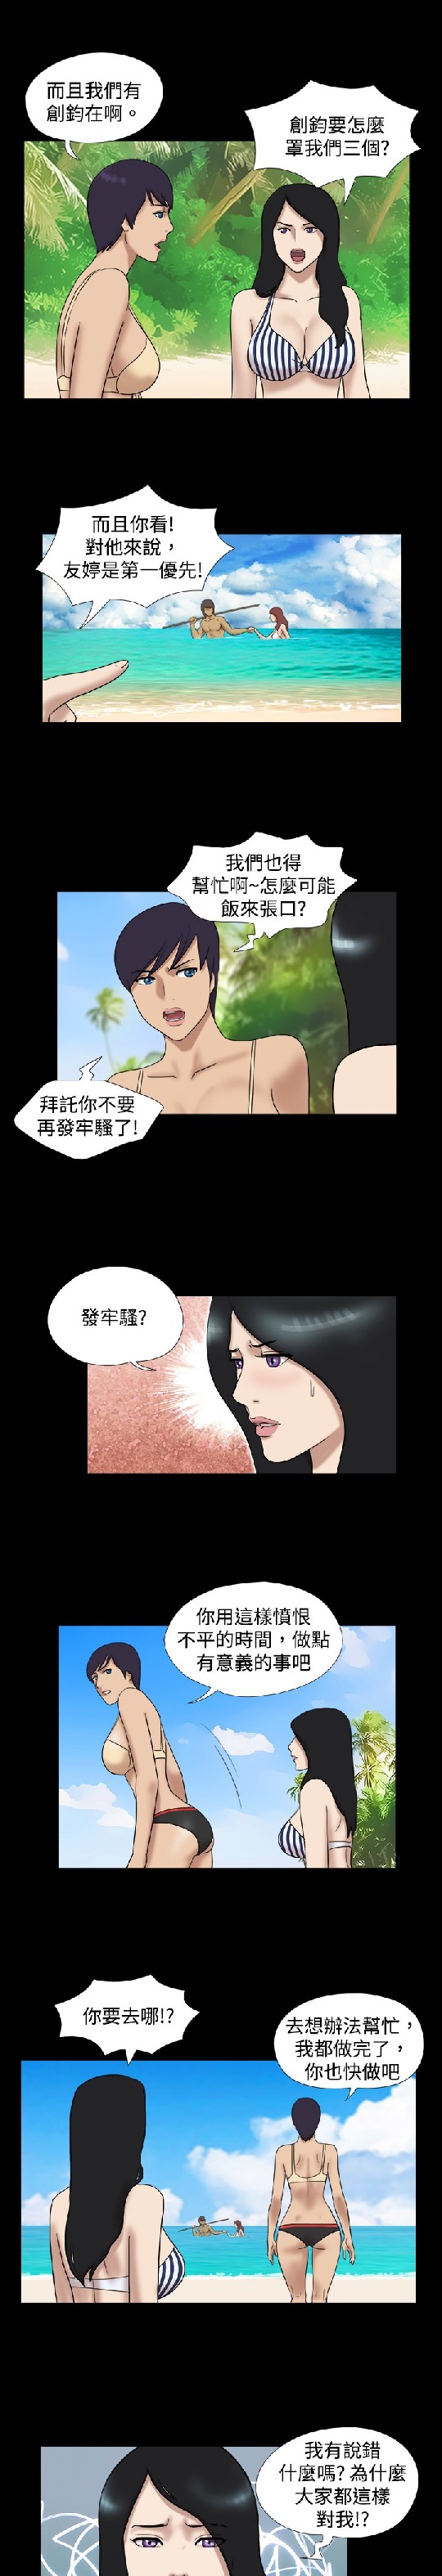 而且我們有
創鈞在啊。
創鈞要怎麼
罩我們三個?
而且你看!
對他來說，
友婷是第一優先!
我們也得
幫忙啊~怎麼可能
飯來張口?
拜託你不要
再發牢騷了!
發牢騷?
你用這樣憤恨
不平的時間，做點
有意義的事吧
你要去哪!?
去想辦法幫忙，
我都做完了，
你也快做吧
我有說錯
什麼嗎? 為什麼
大家都這樣
對我!?